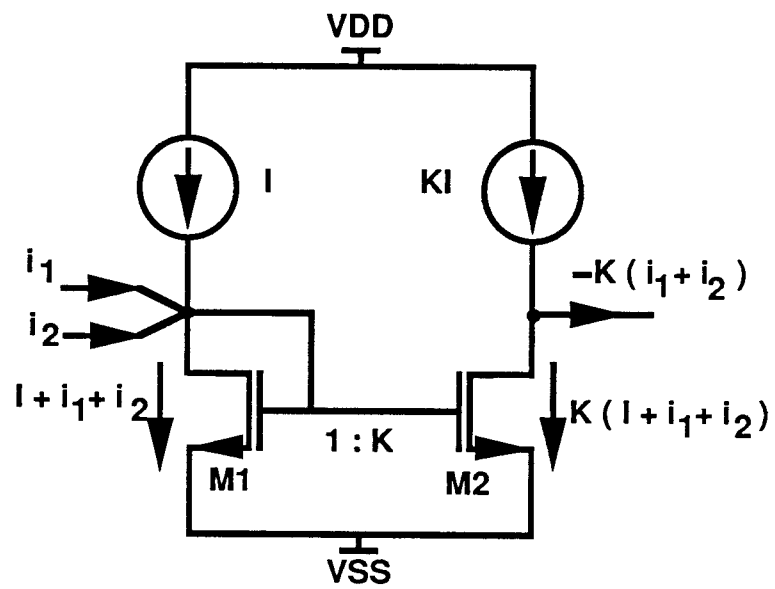 VDD
I
KI
i1
i2
–K ( i1+ i2 )
I + i1 + i2
K ( I + i1 + i2 )
1 : K
M1
M2
VSS